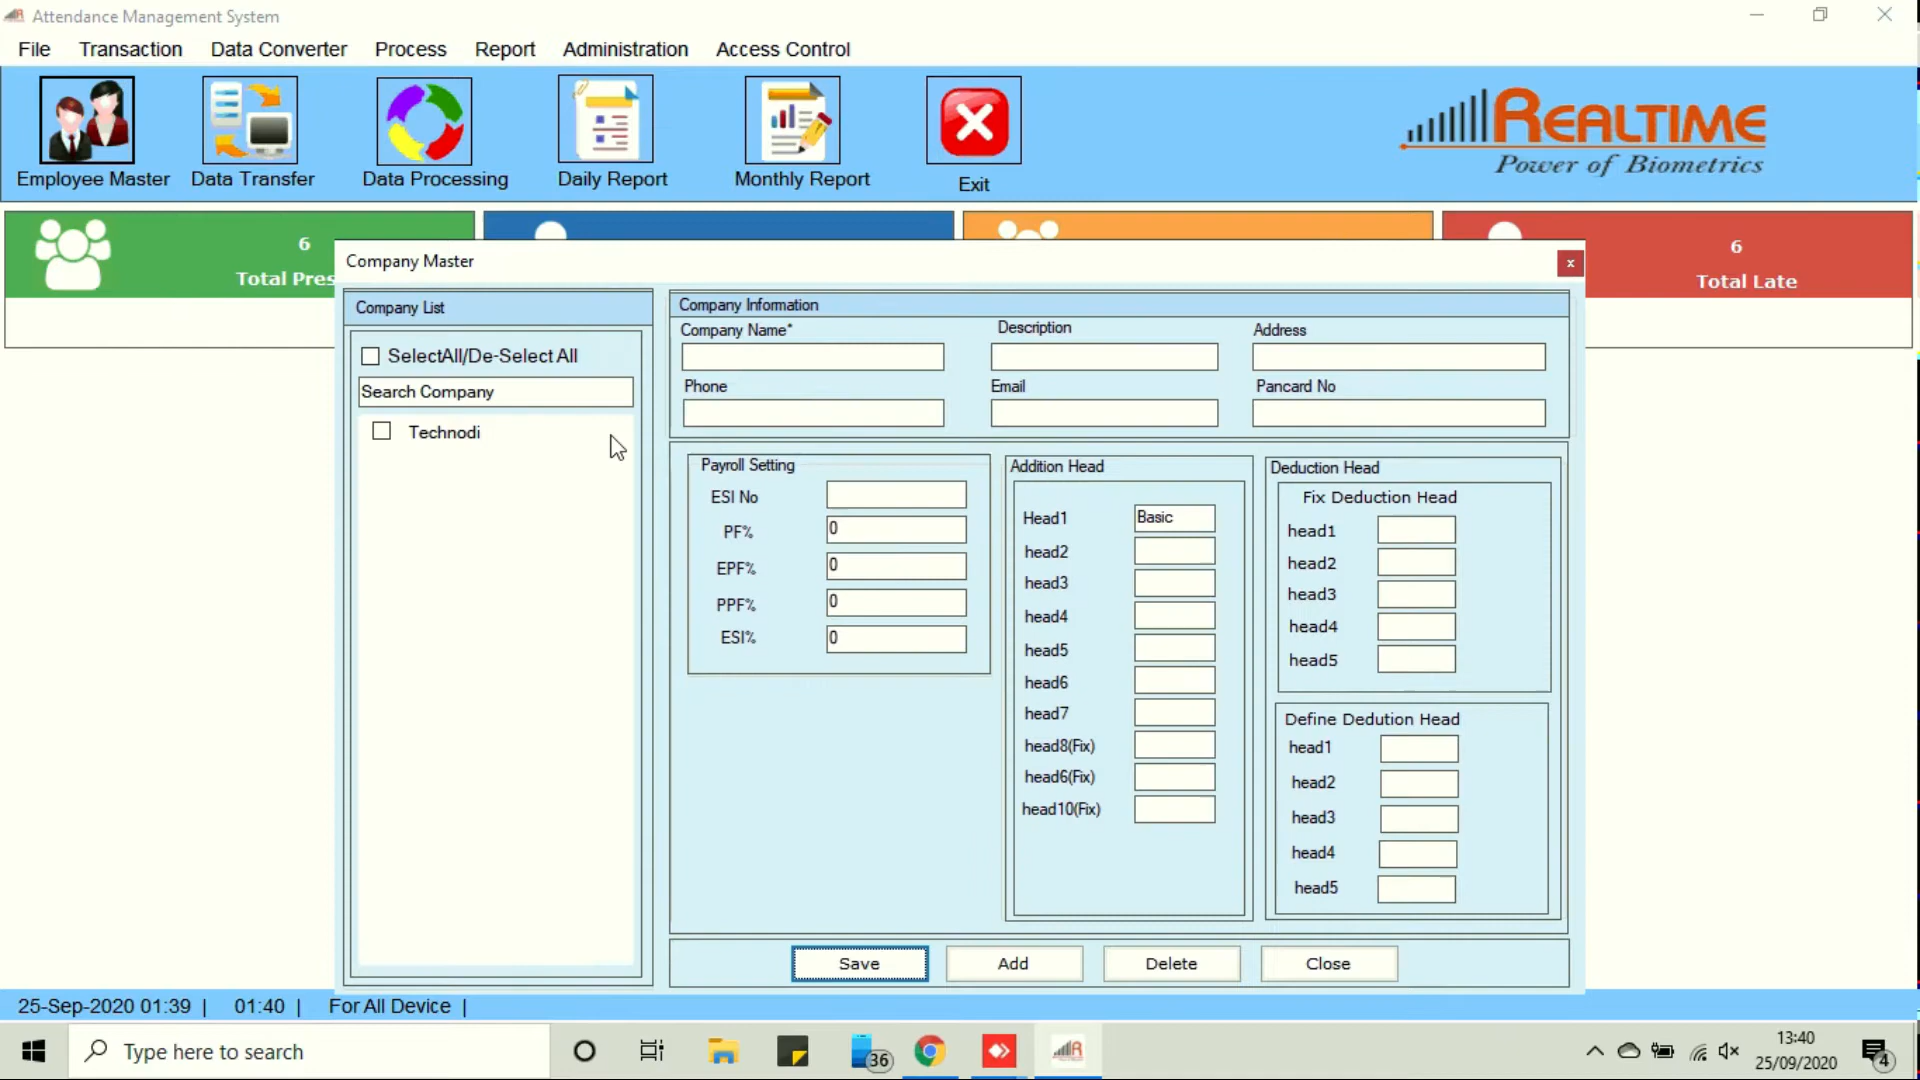 Attendance Management System
File Transaction Data Converter Process Report Administration Access Control
Employee Master Data Transfer Data Processing Daily Report Monthly Report Exit
REALTIME
Power of Biometrics
6
Total Pres
6
Total Late
Company Master
x
Company List
SelectAll/De-Select All
Search Company
Technodi
Company Information
Company Name* Description Address
Phone Email Pancard No
Payroll Setting
ESI No
PF% 0
EPF% 0
PPF% 0
ESI% 0
Addition Head
Head1 Basic
head2
head3
head4
head5
head6
head7
head8(Fix)
head6(Fix)
head10(Fix)
Deduction Head
Fix Deduction Head
head1
head2
head3
head4
head5
Define Dedution Head
head1
head2
head3
head4
head5
Save Add Delete Close
25-Sep-2020 01:39 | 01:40 | For All Device |
Type here to search
36
R
13:40
25/09/2020
4